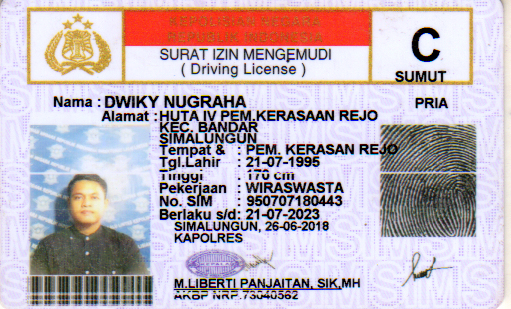 KEPOLISIAN NEGARA
REPUBLIK INDONESIA
SURAT IZIN MENGEMUDI
( Driving License )
C
SUMUT
Nama : DWIKY NUGRAHA
PRIA
Alamat : HUTA IV PEM.KERASAAN REJO
KEC. BANDAR
SIMALUNGUN
Tempat & : PEM. KERASAN REJO
Tgl.Lahir : 21-07-1995
Tinggi : 170 cm
Pekerjaan : WIRASWASTA
No. SIM : 950707180443
Berlaku s/d : 21-07-2023
SIMALUNGUN, 26-06-2018
KAPOLRES
M.LIBERTI PANJAITAN, SIK,MH
AKBP NRP.73040562